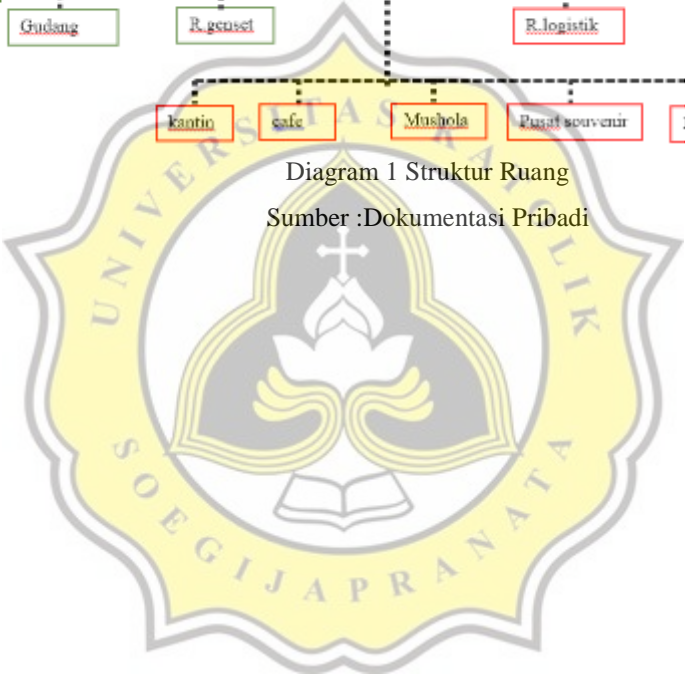 Gudang R.genset R.logistik
kantin cafe Mushola Pusat souvenir
Diagram 1 Struktur Ruang
Sumber :Dokumentasi Pribadi
UNIVERSITAS KATOLIK
SOEGIJAPRANATA